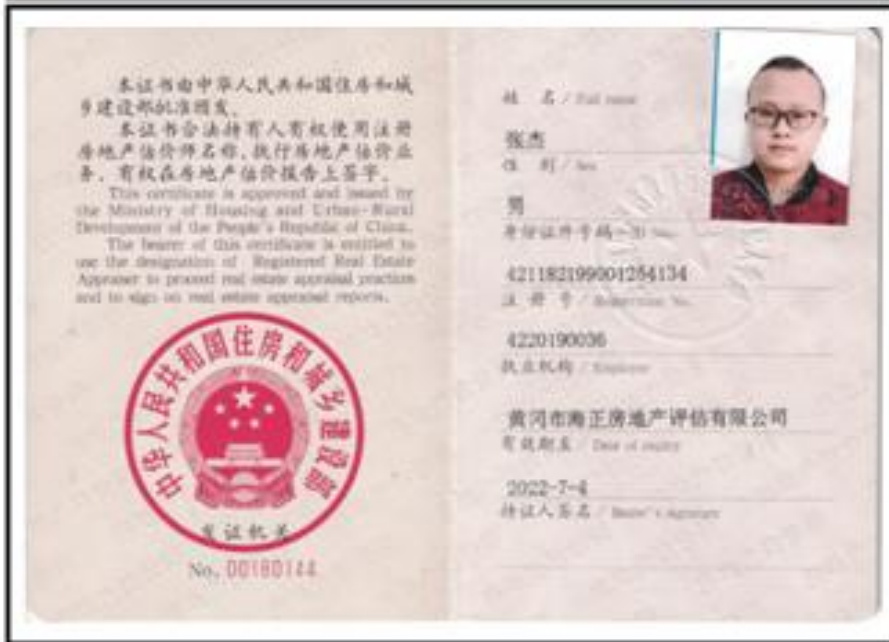 本证书由中华人民共和国住房和城
乡建设部批准颁发。
本证书合法持有人有权使用注册
房地产估价师名称、执行房地产估价业
务、有权在房地产估价报告上签字。
This certificate is approved and issued by
the Ministry of Housing and Urban-Rural
Development of the People's Republic of China.
The bearer of this certificate is entitled to
use the designation of Registered Real Estate
Appraiser to proceed real estate appraisal practices
and to sign on real estate appraisal reports.
中华人民共和国住房和城乡建设部
发证机关
No. 00180144
姓 名 / Full name
张杰
性 别 / Sex
男
身份证件号码 / ID No.
421182199001254134
注 册 号 / Registration No.
4220190036
执业机构 / Employer
黄冈市海正房地产评估有限公司
有效期至 / Date of expiry
2022-7-4
持证人签名 / Bearer's signature